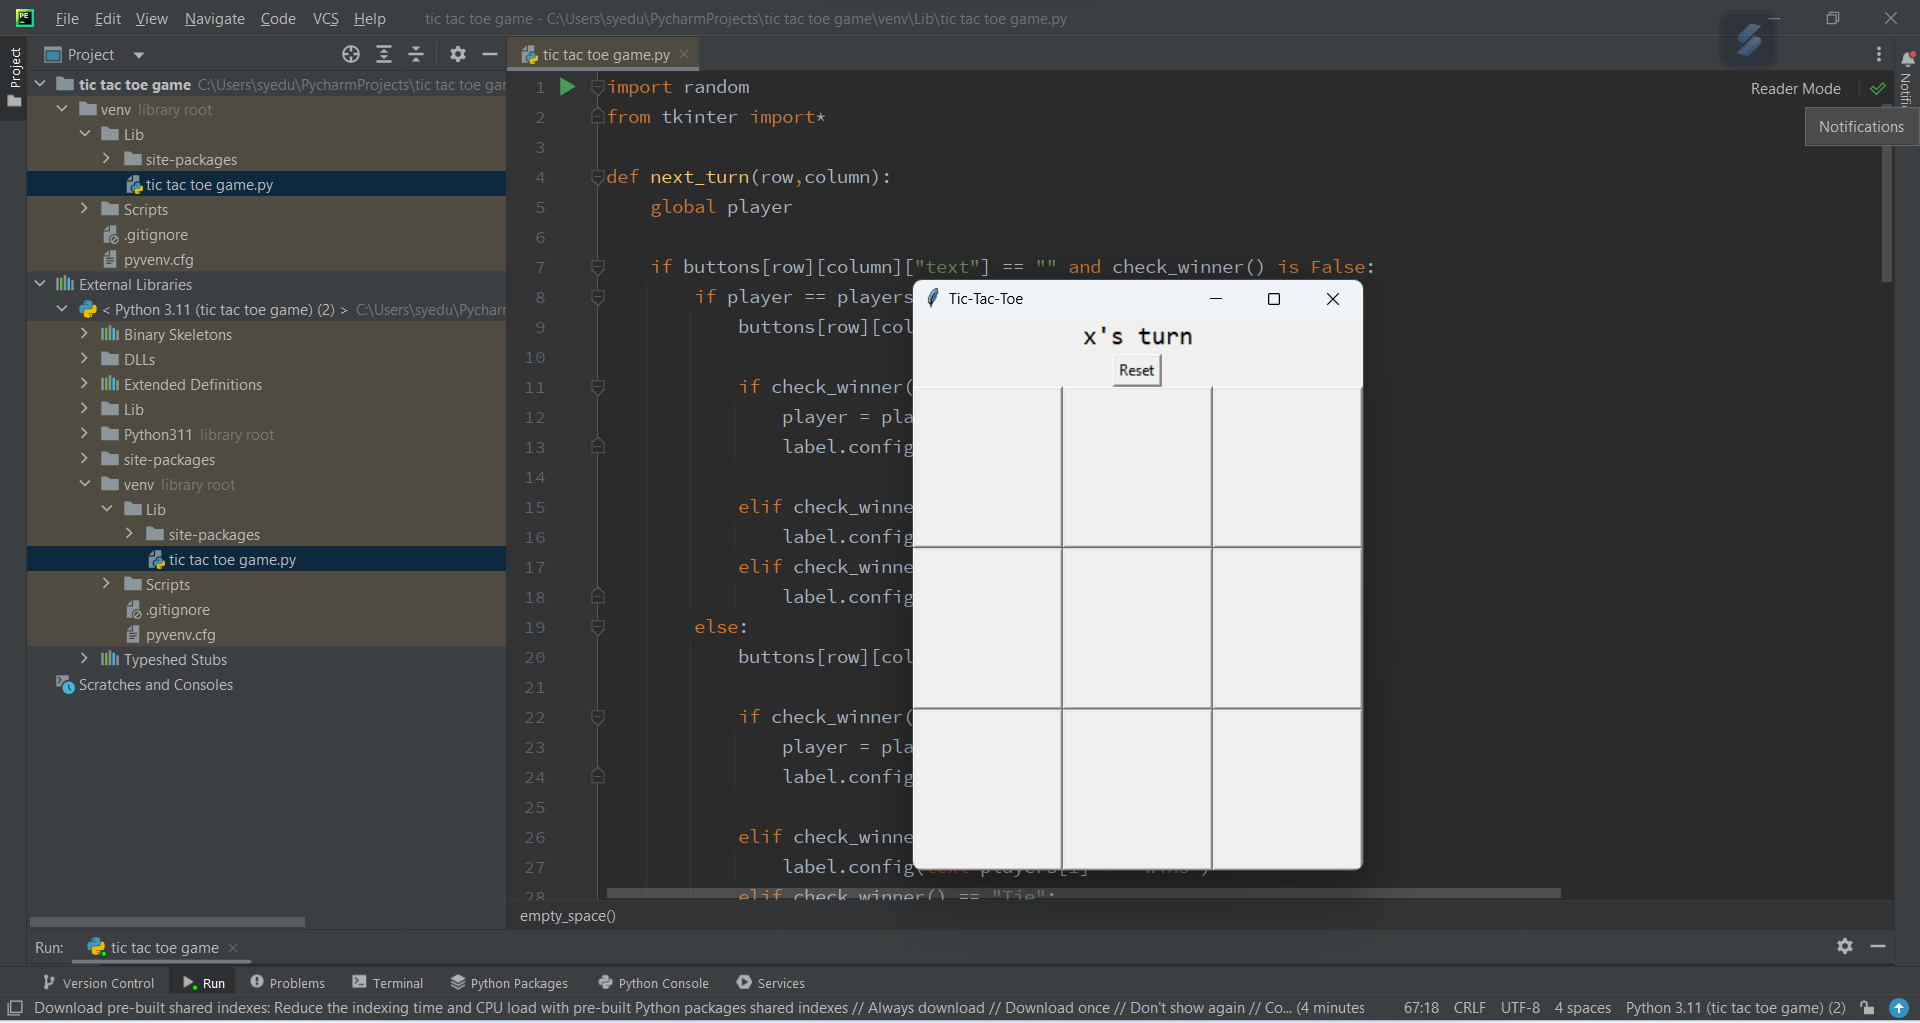 PC
File Edit View Navigate Code VCS Help tic tac toe game - C:\Users\syedu\PycharmProjects\tic tac toe game\venv\Lib\tic tac toe game.py
Project
Project
tic tac toe game C:\Users\syedu\PycharmProjects\tic tac toe gar
venv library root
Lib
site-packages
tic tac toe game.py
Scripts
.gitignore
pyvenv.cfg
External Libraries
< Python 3.11 (tic tac toe game) (2) > C:\Users\syedu\Pychar
Binary Skeletons
DLLs
Extended Definitions
Lib
Python311 library root
site-packages
venv library root
Lib
site-packages
tic tac toe game.py
Scripts
.gitignore
pyvenv.cfg
Typeshed Stubs
Scratches and Consoles
tic tac toe game.py
Reader Mode
Notifi
Notifications
1 import random
2 from tkinter import*
3
4 def next_turn(row,column):
5 global player
6
7 if buttons[row][column]["text"] == "" and check_winner() is False:
8 if player == players
9 buttons[row][col
10
11 if check_winner(
12 player = pla
13 label.config
14
15 elif check_winne
16 label.config
17 elif check_winne
18 label.config
19 else:
20 buttons[row][col
21
22 if check_winner(
23 player = pla
24 label.config
25
26 elif check_winne
27 label.config(
28 elif check_winner() == "Tie":
empty_space()
Tic-Tac-Toe
x's turn
Reset
Run: tic tac toe game
Version Control Run Problems Terminal Python Packages Python Console Services
Download pre-built shared indexes: Reduce the indexing time and CPU load with pre-built Python packages shared indexes // Always download // Download once // Don't show again // Co... (4 minutes 67:18 CRLF UTF-8 4 spaces Python 3.11 (tic tac toe game) (2)